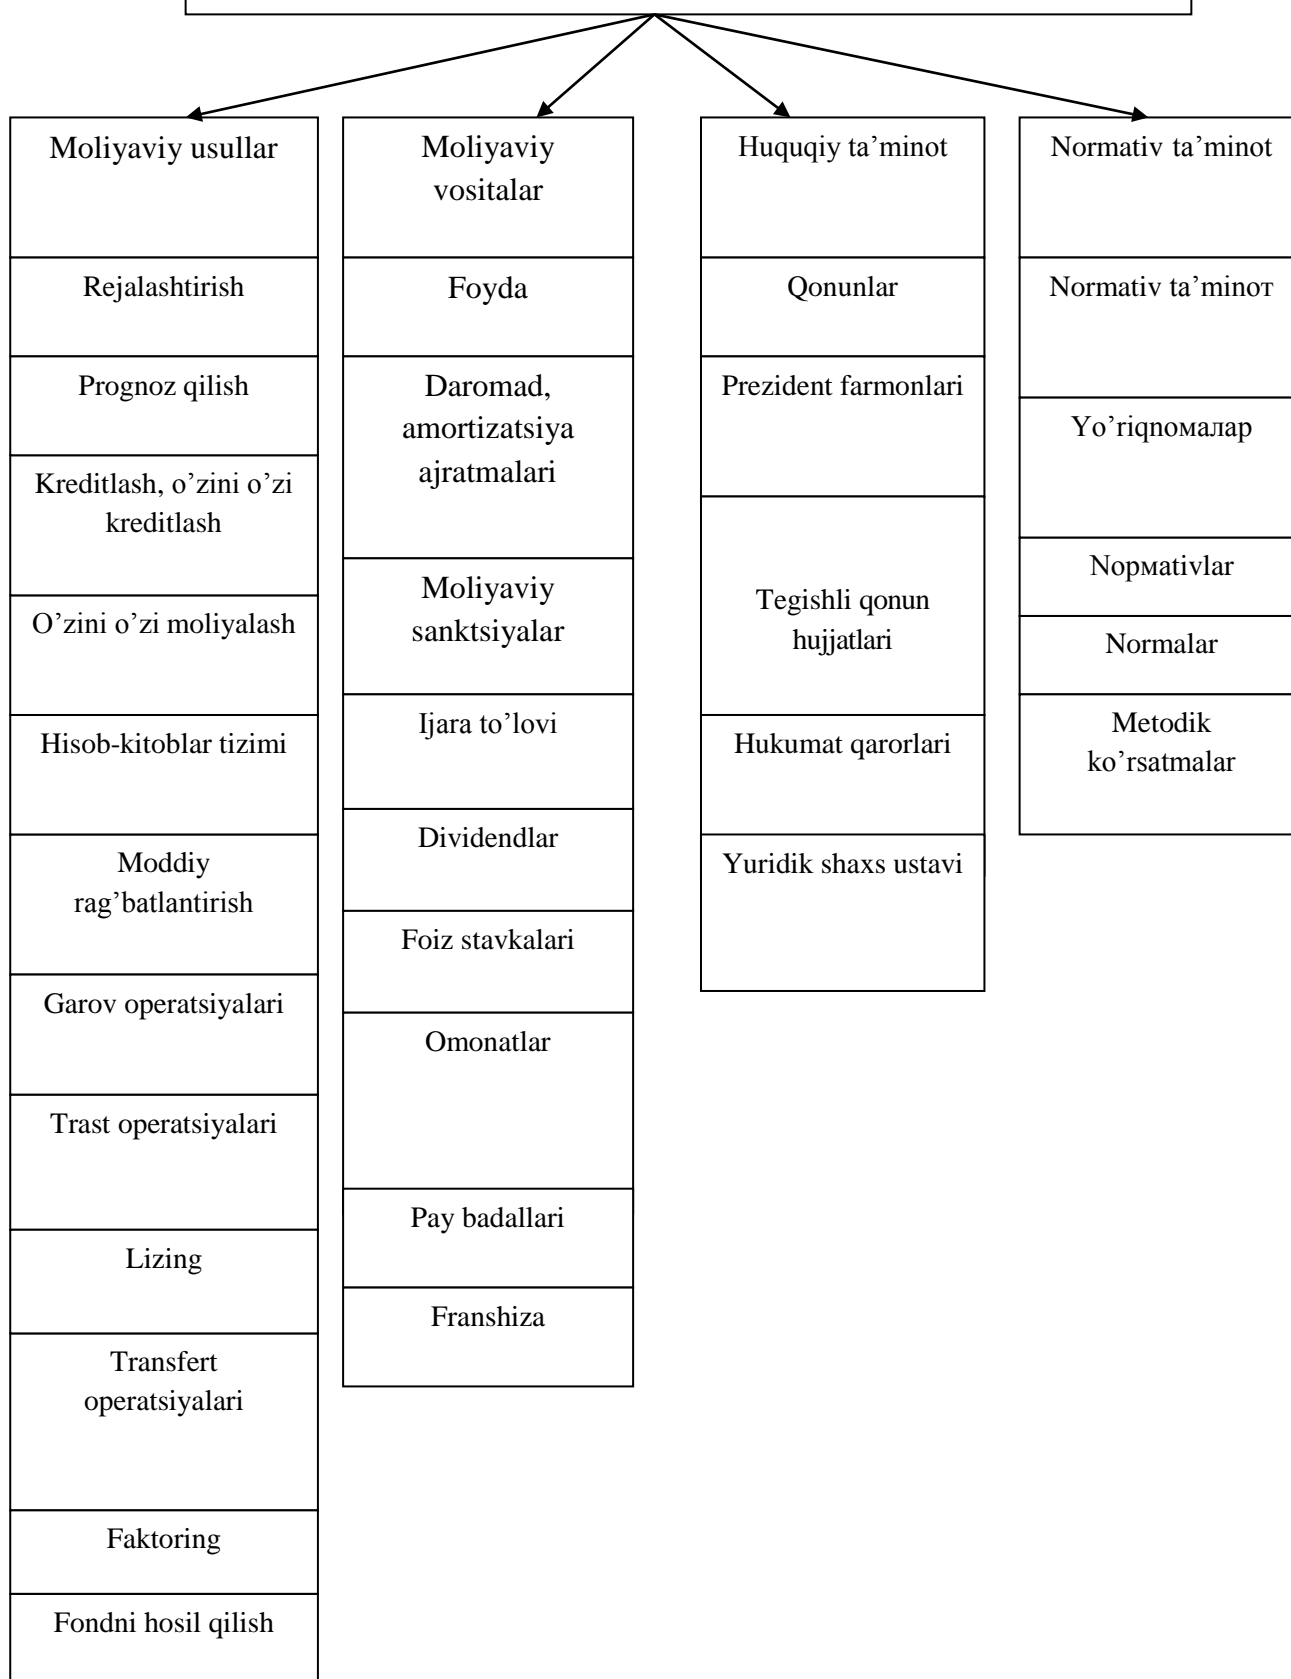 Moliyaviy usullar
Rejalashtirish
Prognoz qilish
Kreditlash, o’zini o’zi
kreditlash
O’zini o’zi moliyalash
Hisob-kitoblar tizimi
Moddiy
rag’batlantirish
Garov operatsiyalari
Trast operatsiyalari
Lizing
Transfert
operatsiyalari
Faktoring
Fondni hosil qilish
Moliyaviy
vositalar
Foyda
Daromad,
amortizatsiya
ajratmalari
Moliyaviy
sanktsiyalar
Ijara to’lovi
Dividendlar
Foiz stavkalari
Omonatlar
Pay badallari
Franshiza
Huquqiy ta’minot
Qonunlar
Prezident farmonlari
Tegishli qonun
hujjatlari
Hukumat qarorlari
Yuridik shaxs ustavi
Normativ ta’minot
Normativ ta’minот
Yo’riqnомалар
Nормаtivlar
Normalar
Metodik
ko’rsatmalar